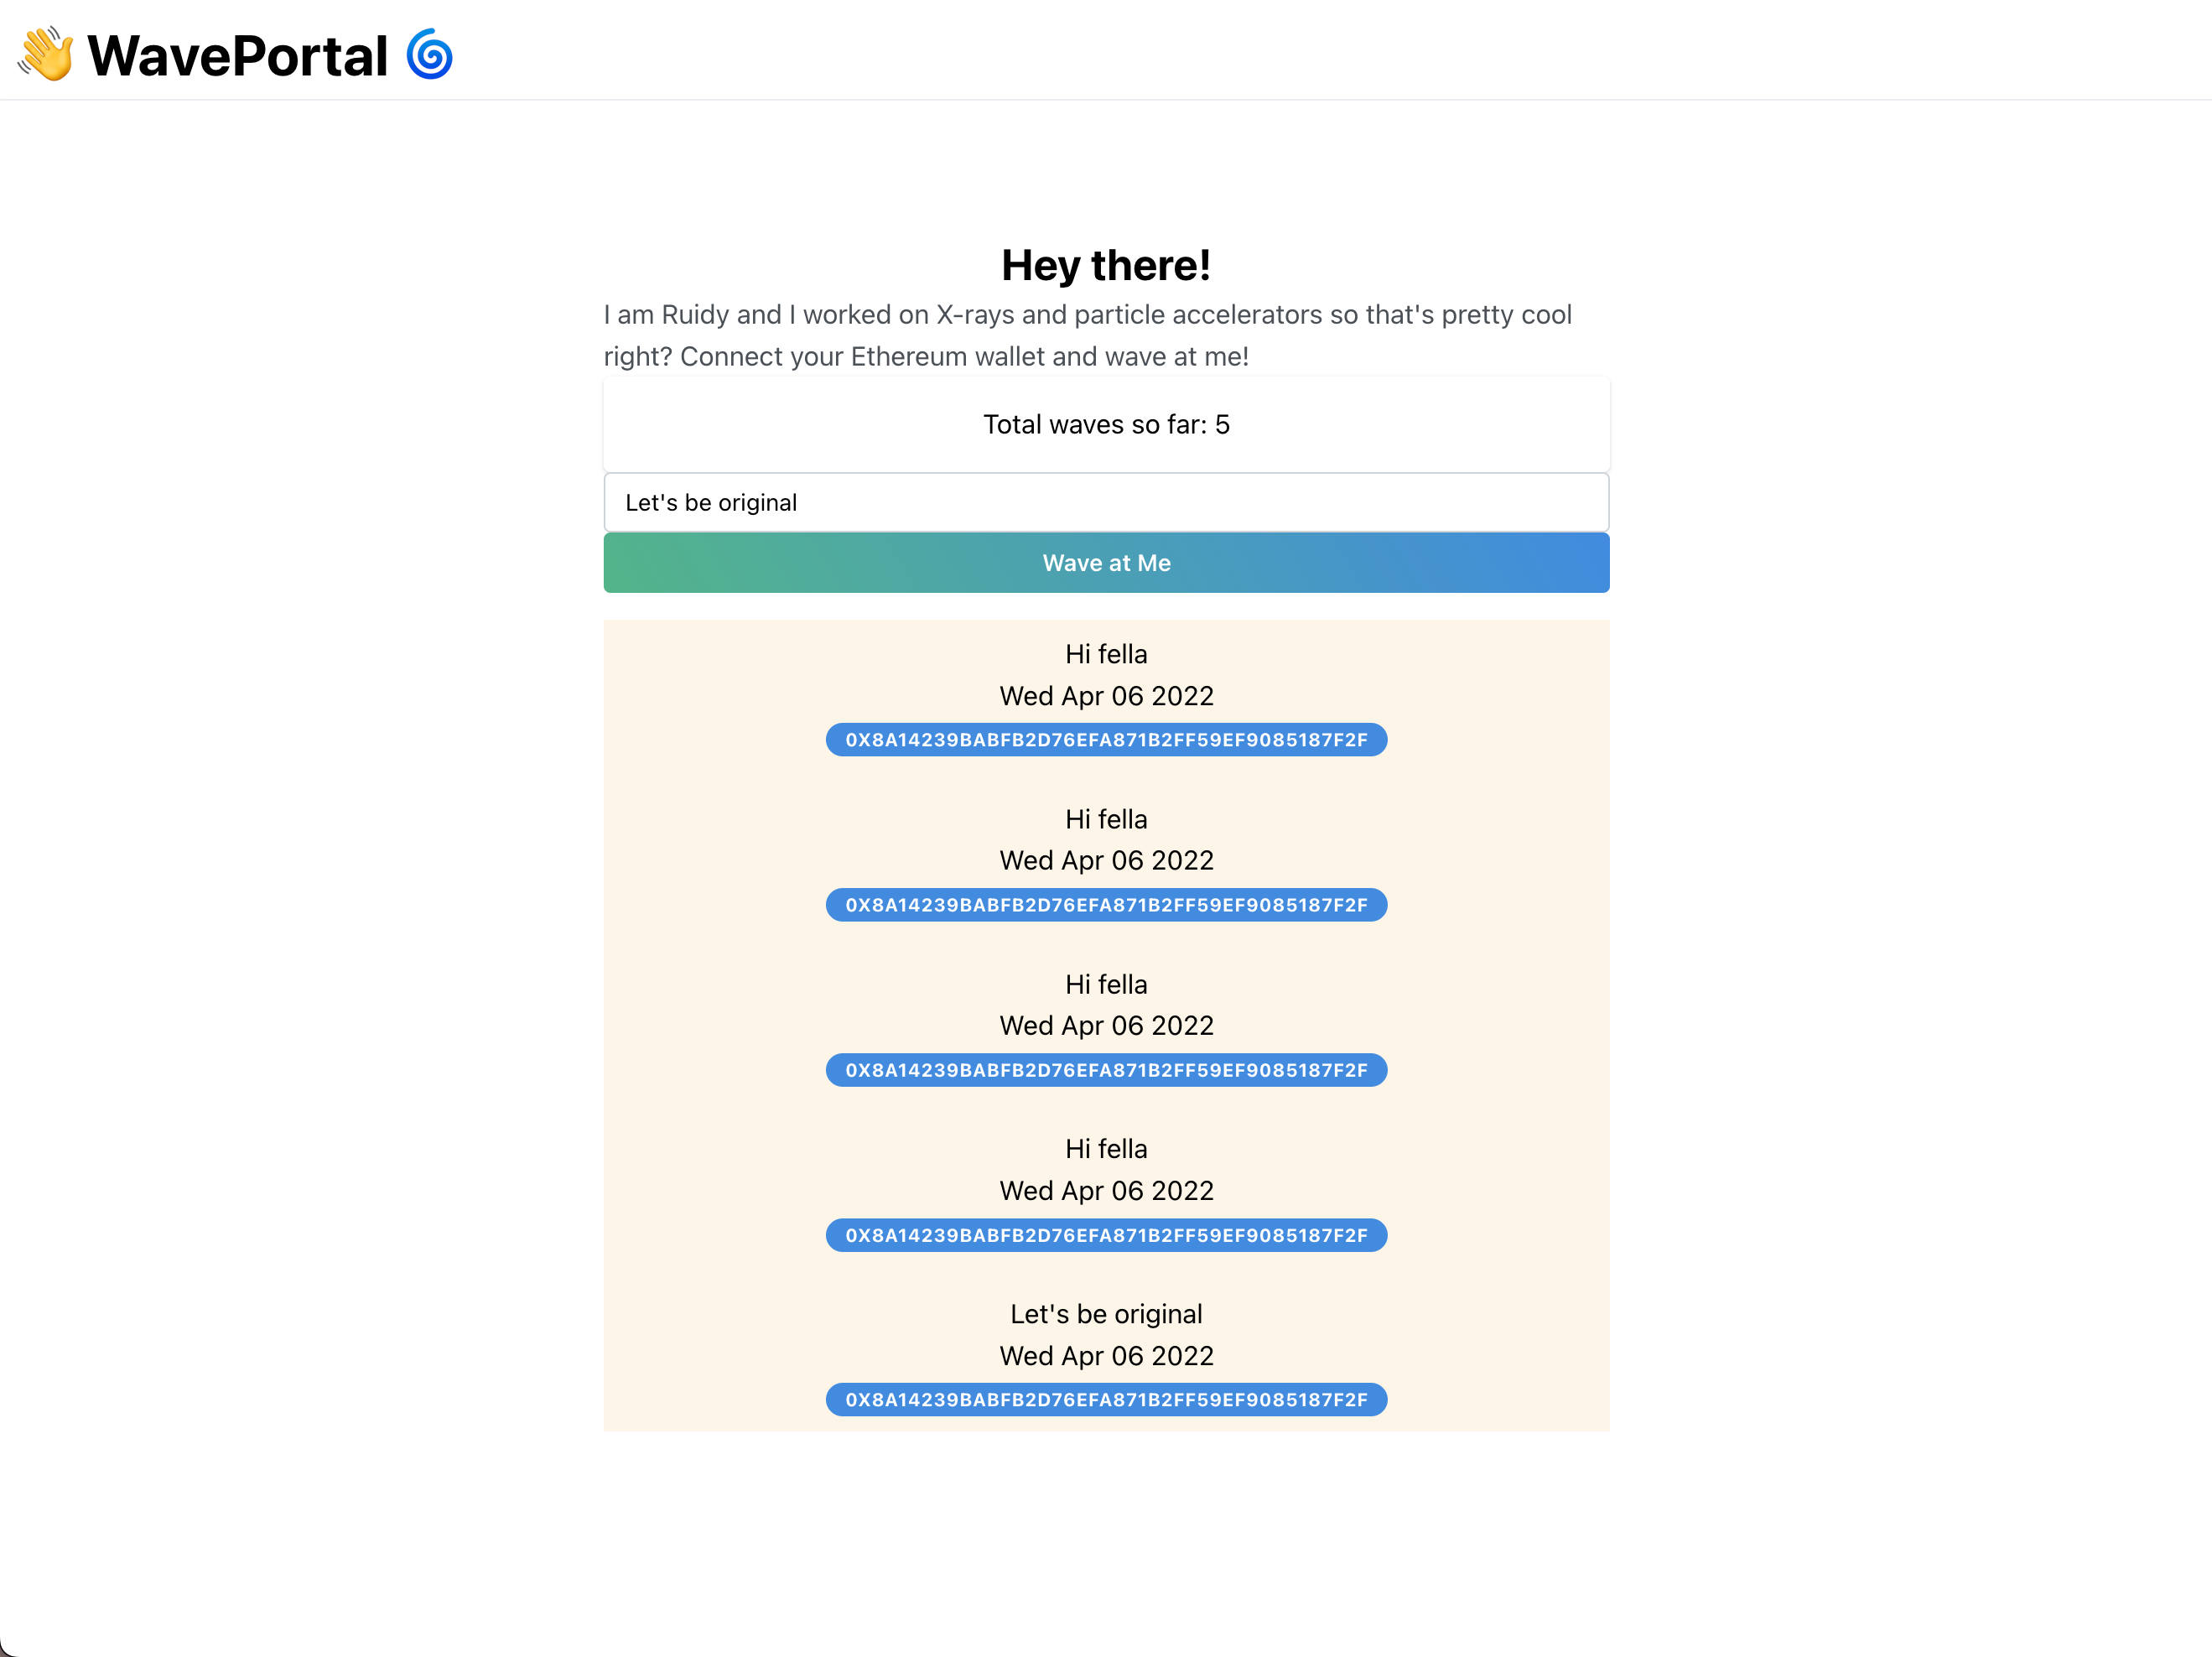 👋 WavePortal 🌀
Hey there!
I am Ruidy and I worked on X-rays and particle accelerators so that's pretty cool
right? Connect your Ethereum wallet and wave at me!
Total waves so far: 5
Let's be original
Wave at Me
Hi fella
Wed Apr 06 2022
0X8A14239BABFB2D76EFA871B2FF59EF9085187F2F
Hi fella
Wed Apr 06 2022
0X8A14239BABFB2D76EFA871B2FF59EF9085187F2F
Hi fella
Wed Apr 06 2022
0X8A14239BABFB2D76EFA871B2FF59EF9085187F2F
Hi fella
Wed Apr 06 2022
0X8A14239BABFB2D76EFA871B2FF59EF9085187F2F
Let's be original
Wed Apr 06 2022
0X8A14239BABFB2D76EFA871B2FF59EF9085187F2F